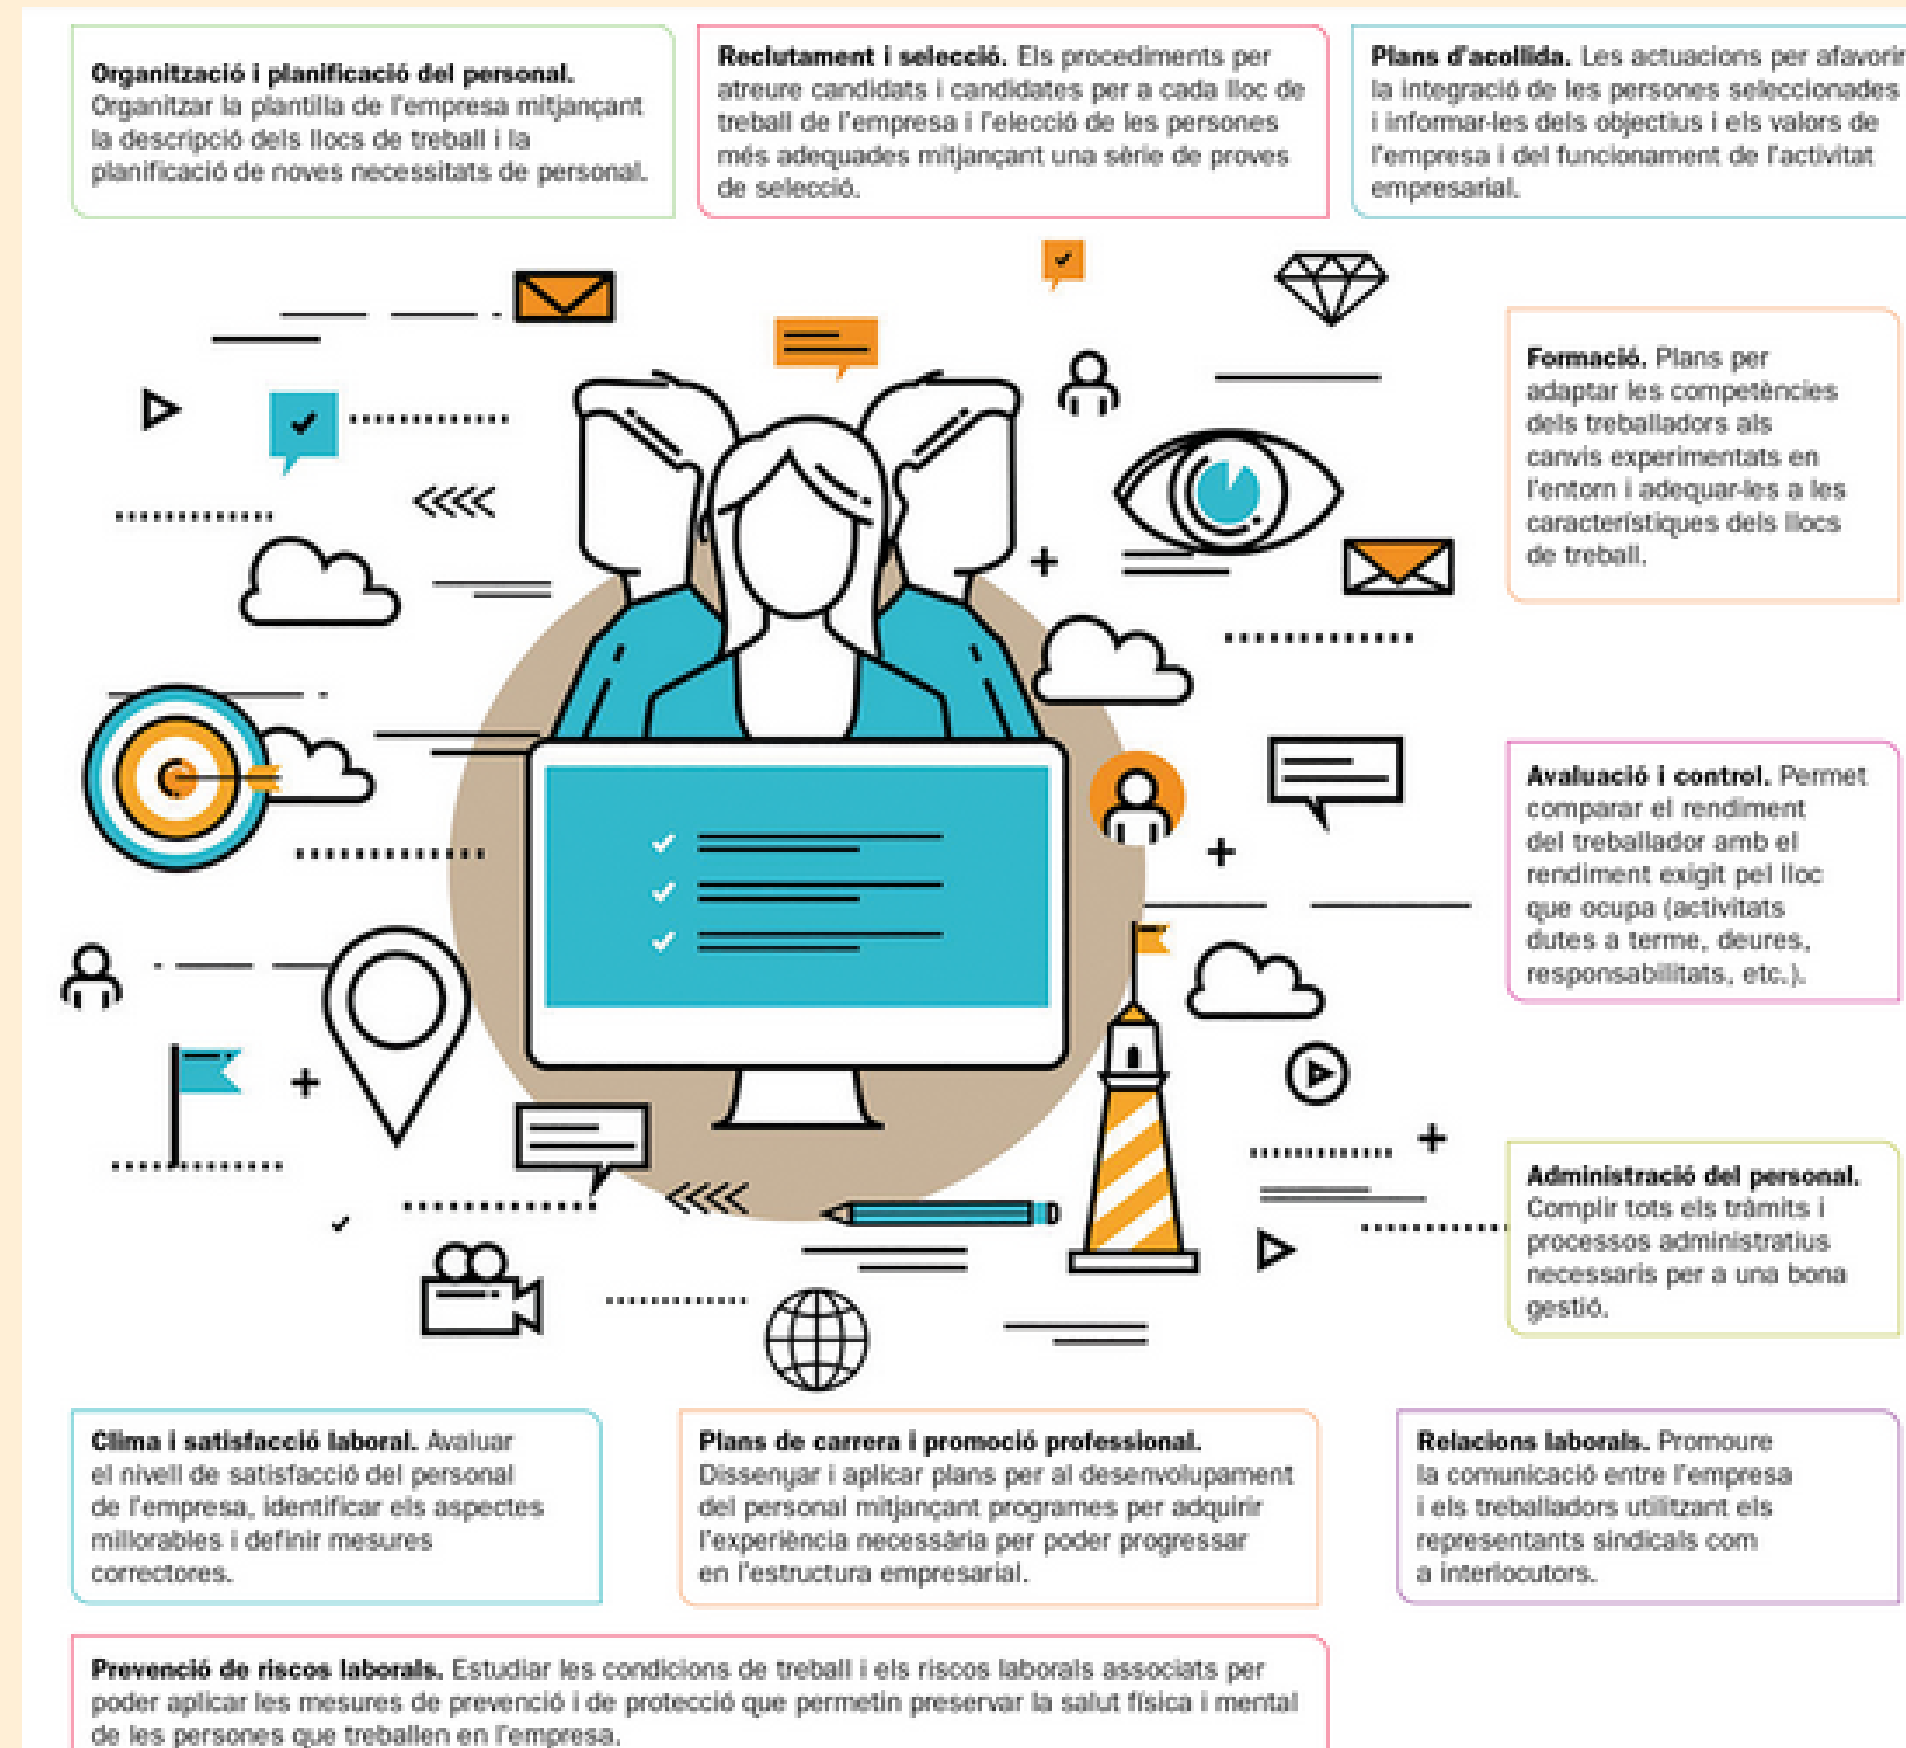 Organització i planificació del personal.
Organitzar la plantilla de l'empresa mitjançant
la descripció dels llocs de treball i la
planificació de noves necessitats de personal.
Reclutament i selecció. Els procediments per
atreure candidats i candidates per a cada lloc de
treball de l'empresa i l'elecció de les persones
més adequades mitjançant una sèrie de proves
de selecció.
Plans d'acollida. Les actuacions per afavorir
la integració de les persones seleccionades
i informar-les dels objectius i els valors de
l'empresa i del funcionament de l'activitat
empresarial.
Formació. Plans per
adaptar les competències
dels treballadors als
canvis experimentats en
l'entorn i adequar-les a les
característiques dels llocs
de treball.
Avaluació i control. Permet
comparar el rendiment
del treballador amb el
rendiment exigit pel lloc
que ocupa (activitats
dutes a terme, deures,
responsabilitats, etc.).
Administració del personal.
Complir tots els tràmits i
processos administratius
necessaris per a una bona
gestió.
Clima i satisfacció laboral. Avaluar
el nivell de satisfacció del personal
de l'empresa, identificar els aspectes
millorables i definir mesures
correctores.
Plans de carrera i promoció professional.
Dissenyar i aplicar plans per al desenvolupament
del personal mitjançant programes per adquirir
l'experiència necessària per poder progressar
en l'estructura empresarial.
Relacions laborals. Promoure
la comunicació entre l'empresa
i els treballadors utilitzant els
representants sindicals com
a interlocutors.
Prevenció de riscos laborals. Estudiar les condicions de treball i els riscos laborals associats per
poder aplicar les mesures de prevenció i de protecció que permetin preservar la salut física i mental
de les persones que treballen en l'empresa.